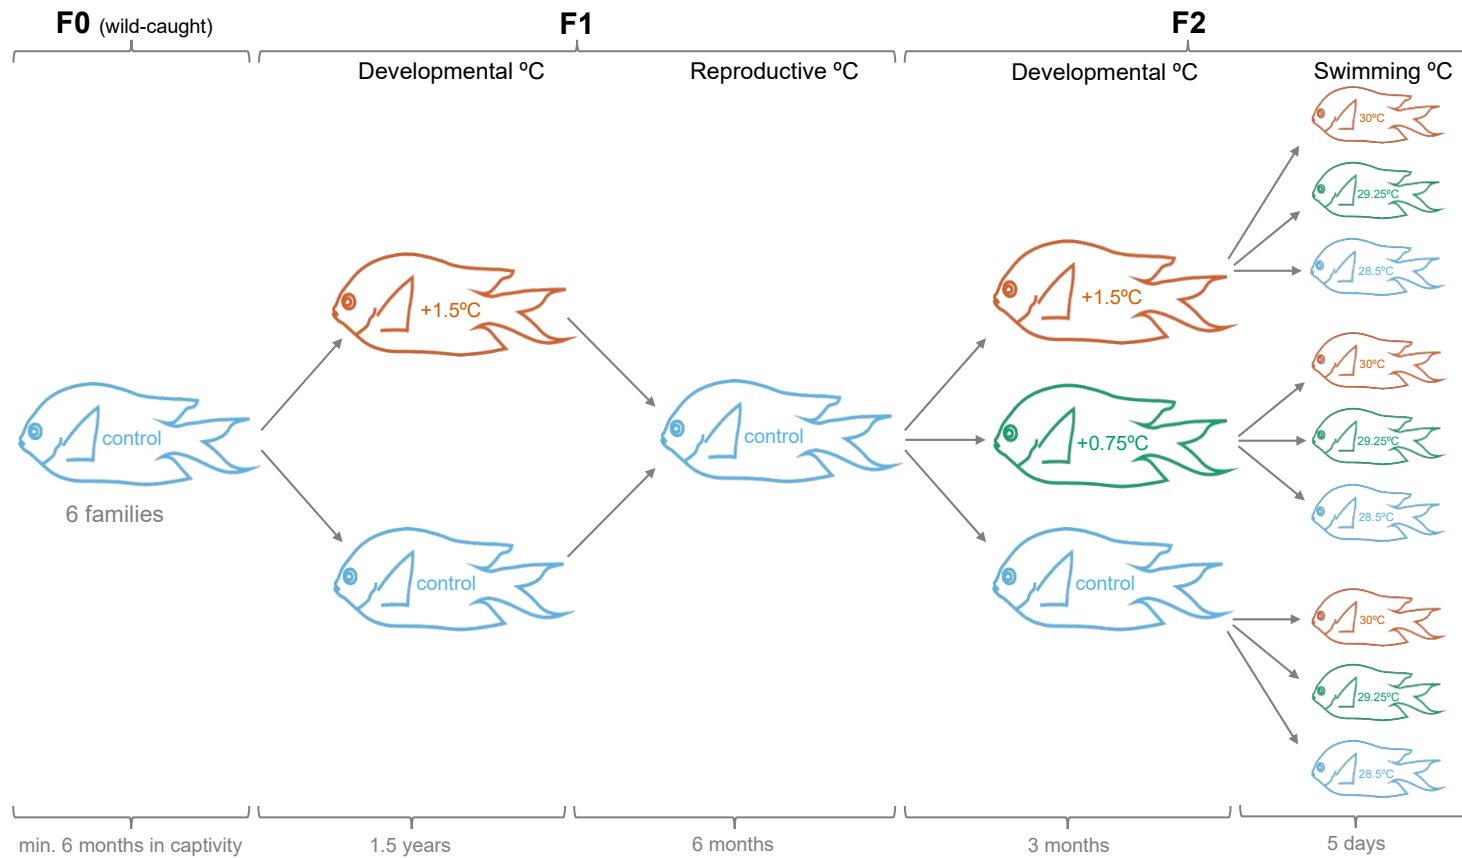 F0 (wild-caught)
F1
F2
Developmental ºC
Reproductive ºC
Developmental ºC
Swimming ºC
30ºC
29.25ºC
28.5ºC
+1.5ºC
+1.5ºC
30ºC
control
control
+0.75ºC
29.25ºC
6 families
28.5ºC
control
control
30ºC
29.25ºC
28.5ºC
min. 6 months in captivity
1.5 years
6 months
3 months
5 days